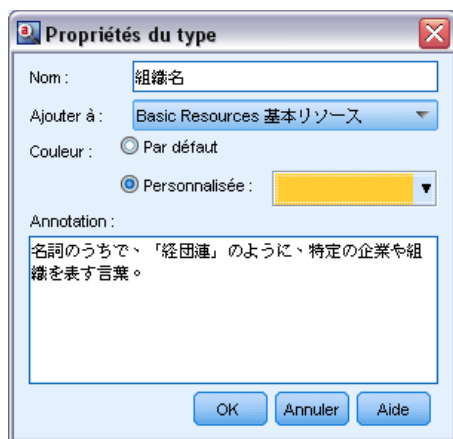 Propriétés du type
Nom : 組織名
Ajouter à : Basic Resources 基本リソース
Couleur : Par défaut
Personnalisée :
Annotation :
名詞のうちで、「経団連」のように、特定の企業や組
織を表す言葉。
OK Annuler Aide